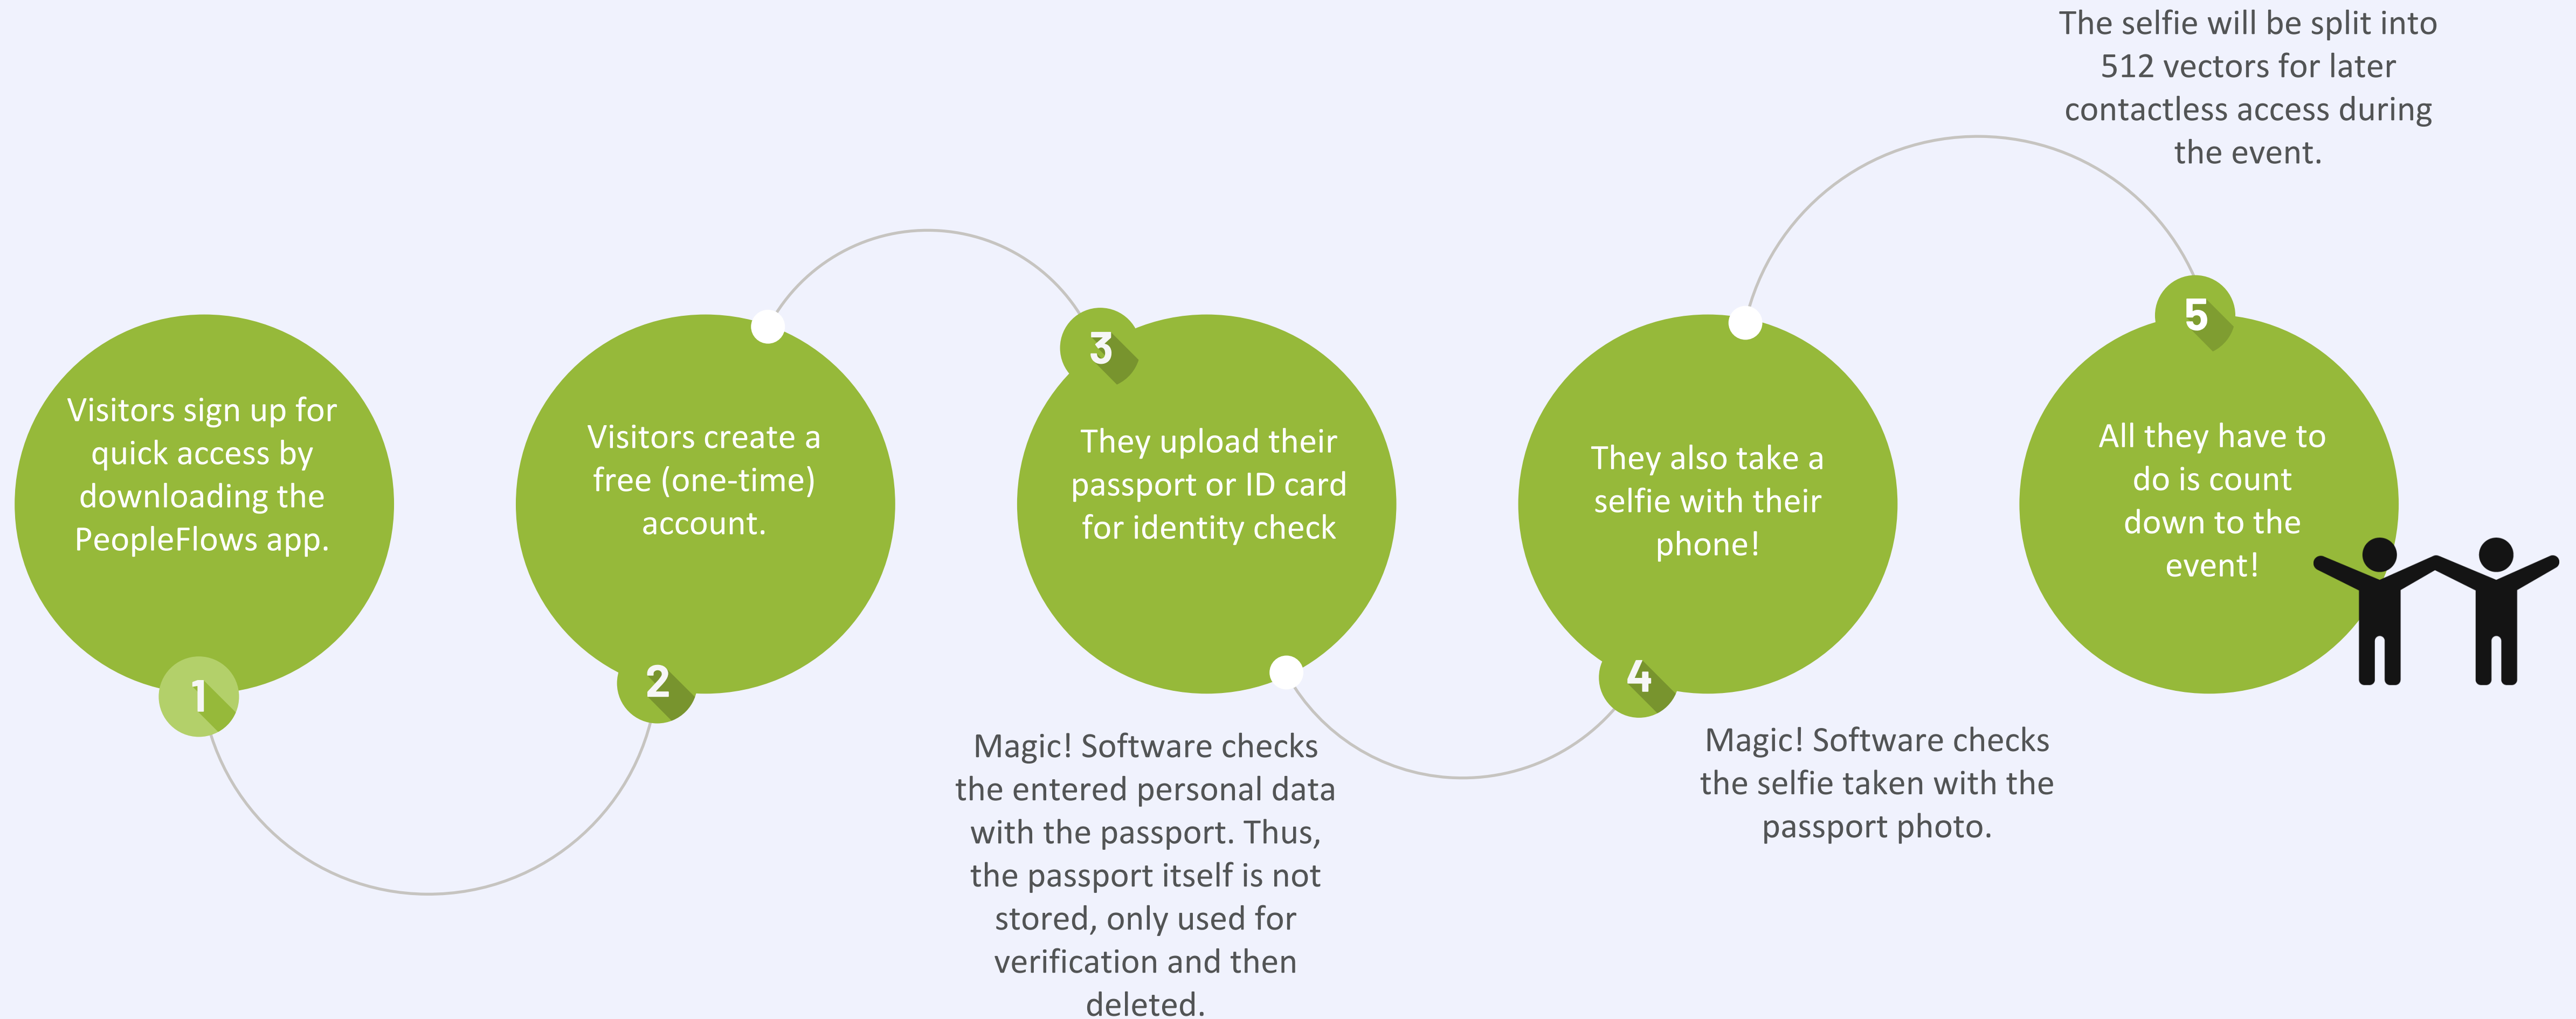 Visitors sign up for
quick access by
downloading the
PeopleFlows app.
1
Visitors create a
free (one-time)
account.
2
3
They upload their
passport or ID card
for identity check
Magic! Software checks
the entered personal data
with the passport. Thus,
the passport itself is not
stored, only used for
verification and then
deleted.
They also take a
selfie with their
phone!
4
Magic! Software checks
the selfie taken with the
passport photo.
The selfie will be split into
512 vectors for later
contactless access during
the event.
5
All they have to
do is count
down to the
event!